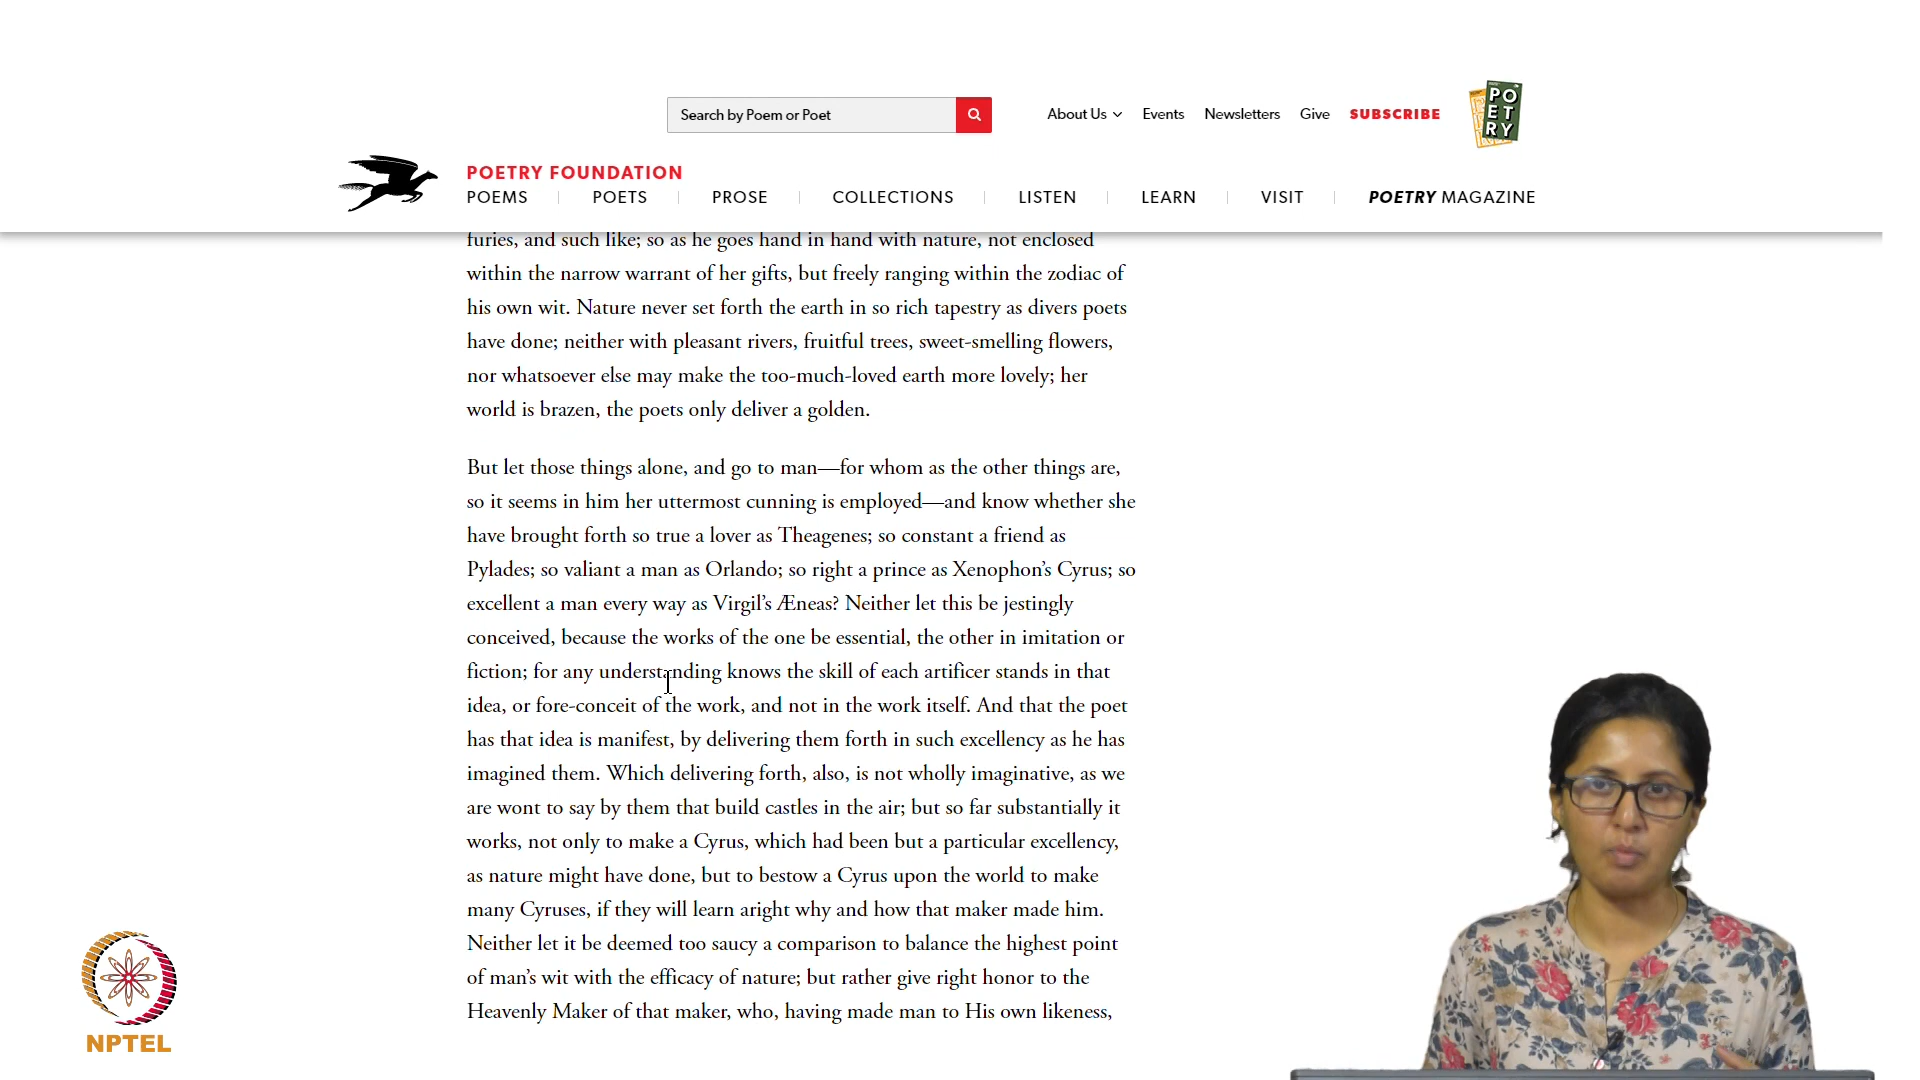 Search by Poem or Poet
About Us
Events
Newsletters
Give
SUBSCRIBE
PO
ET
RY
POETRY FOUNDATION
POEMS
POETS
PROSE
COLLECTIONS
LISTEN
LEARN
VISIT
POETRY MAGAZINE
furies, and such like; so as he goes hand in hand with nature, not enclosed
within the narrow warrant of her gifts, but freely ranging within the zodiac of
his own wit. Nature never set forth the earth in so rich tapestry as divers poets
have done; neither with pleasant rivers, fruitful trees, sweet-smelling flowers,
nor whatsoever else may make the too-much-loved earth more lovely; her
world is brazen, the poets only deliver a golden.
But let those things alone, and go to man—for whom as the other things are,
so it seems in him her uttermost cunning is employed—and know whether she
have brought forth so true a lover as Theagenes; so constant a friend as
Pylades; so valiant a man as Orlando; so right a prince as Xenophon’s Cyrus; so
excellent a man every way as Virgil’s Æneas? Neither let this be jestingly
conceived, because the works of the one be essential, the other in imitation or
fiction; for any understanding knows the skill of each artificer stands in that
idea, or fore-conceit of the work, and not in the work itself. And that the poet
has that idea is manifest, by delivering them forth in such excellency as he has
imagined them. Which delivering forth, also, is not wholly imaginative, as we
are wont to say by them that build castles in the air; but so far substantially it
works, not only to make a Cyrus, which had been but a particular excellency,
as nature might have done, but to bestow a Cyrus upon the world to make
many Cyruses, if they will learn aright why and how that maker made him.
Neither let it be deemed too saucy a comparison to balance the highest point
of man’s wit with the efficacy of nature; but rather give right honor to the
Heavenly Maker of that maker, who, having made man to His own likeness,
NPTEL